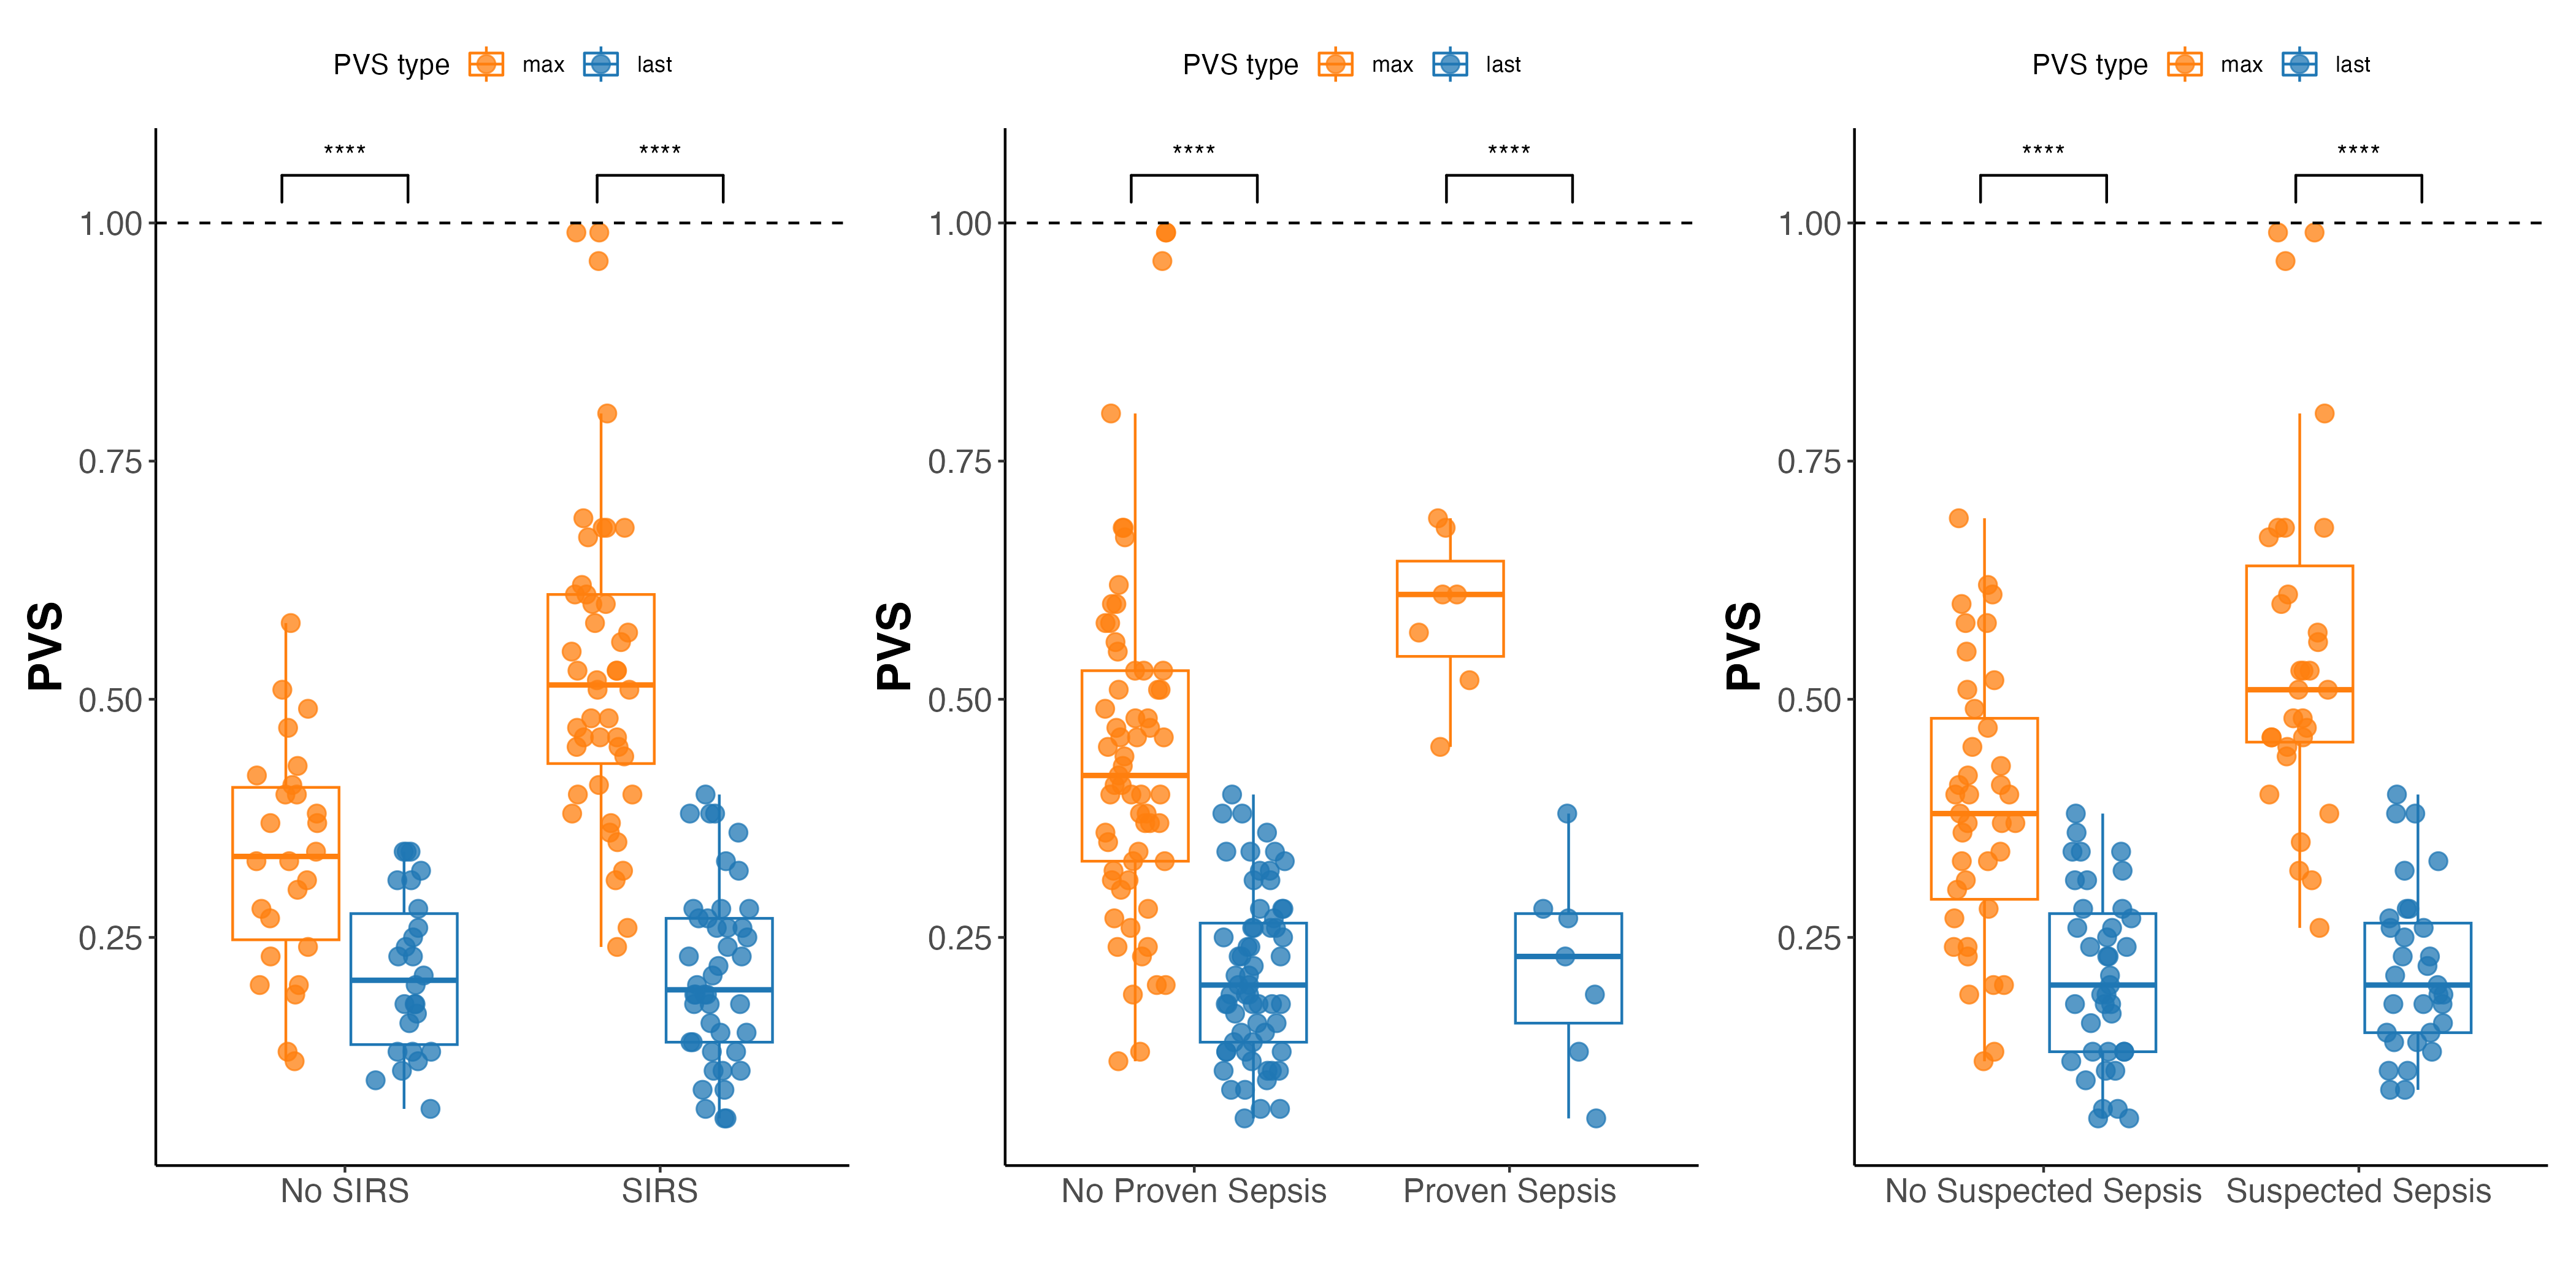 PVS type max last
**** ****
1.00
0.75
0.50
0.25
PVS
No SIRS SIRS
PVS type max last
**** ****
1.00
0.75
0.50
0.25
PVS
No Proven Sepsis Proven Sepsis
PVS type max last
**** ****
1.00
0.75
0.50
0.25
PVS
No Suspected Sepsis Suspected Sepsis